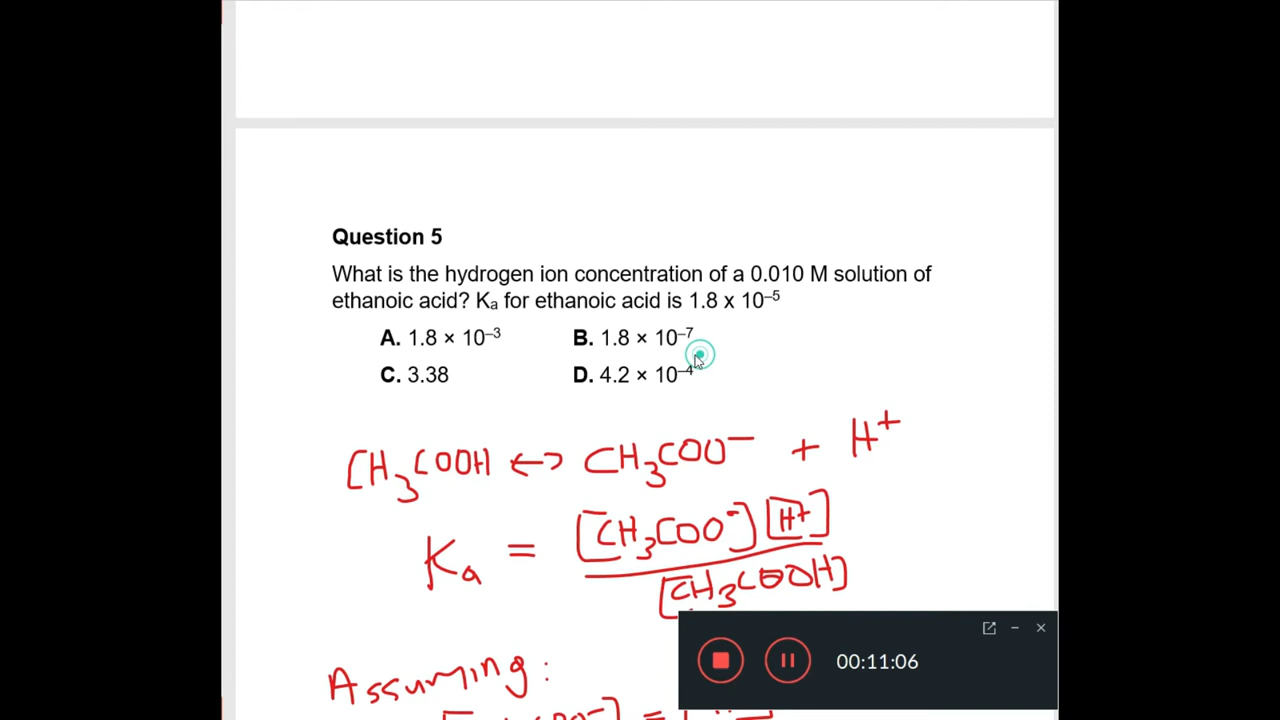 Question 5
What is the hydrogen ion concentration of a 0.010 M solution of
ethanoic acid? Kₐ for ethanoic acid is 1.8 x 10⁻⁵
A. 1.8 × 10⁻³ B. 1.8 × 10⁻⁷
C. 3.38 D. 4.2 × 10⁻⁴
CH₃COOH ↔ CH₃COO⁻ + H⁺
Kₐ = [CH₃COO⁻][H⁺]
[CH₃COOH]
00:11:06
Assuming: